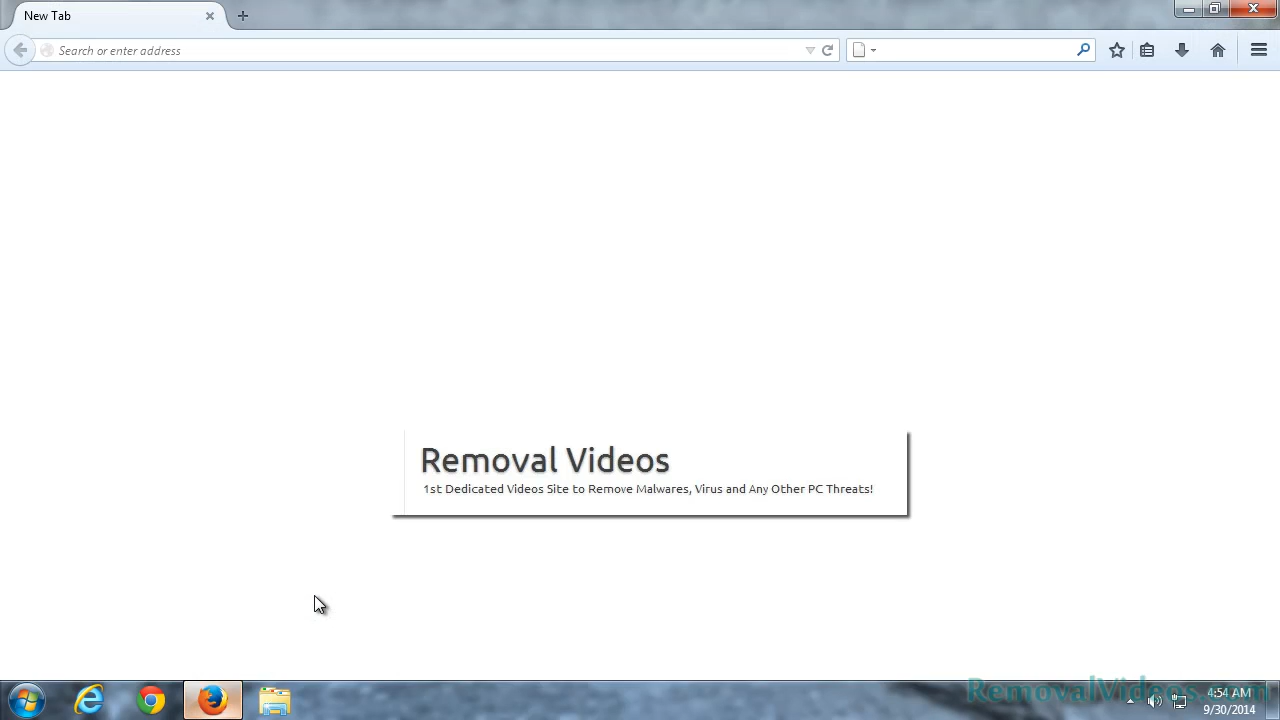 New Tab
Search or enter address
Removal Videos
1st Dedicated Videos Site to Remove Malwares, Virus and Any Other PC Threats!
RemovalVideos.com
4:54 AM
9/30/2014